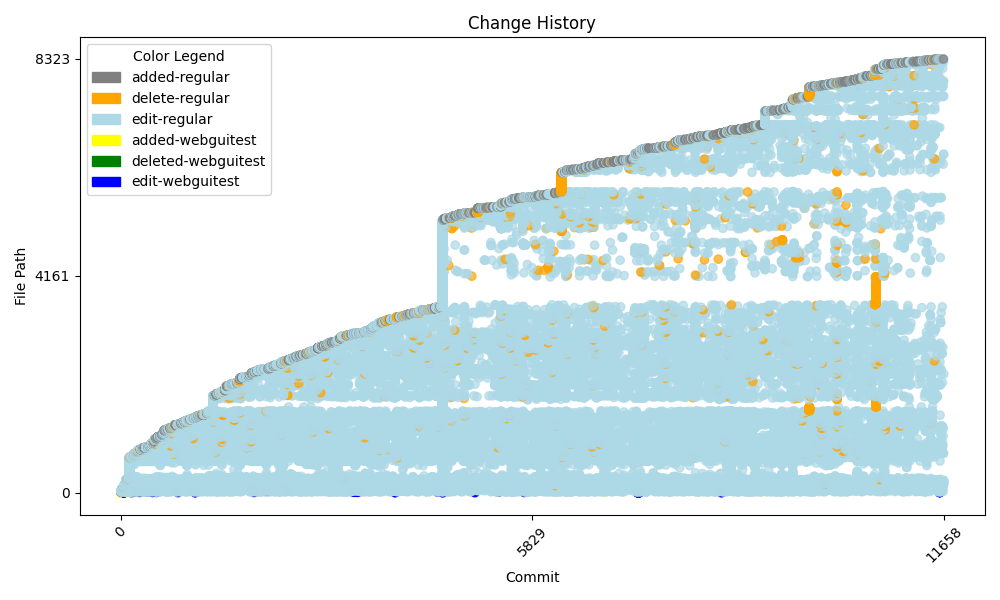 Change History
Color Legend
added-regular
delete-regular
edit-regular
added-webguitest
deleted-webguitest
edit-webguitest
File Path
8323
4161
0
0
5829
11658
Commit